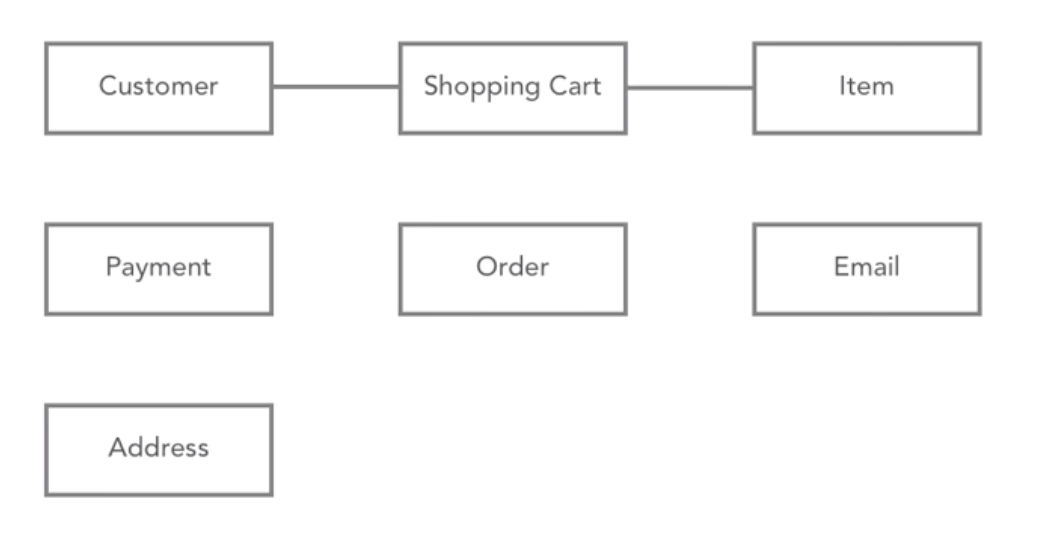 Customer
Shopping Cart
Item
Payment
Order
Email
Address